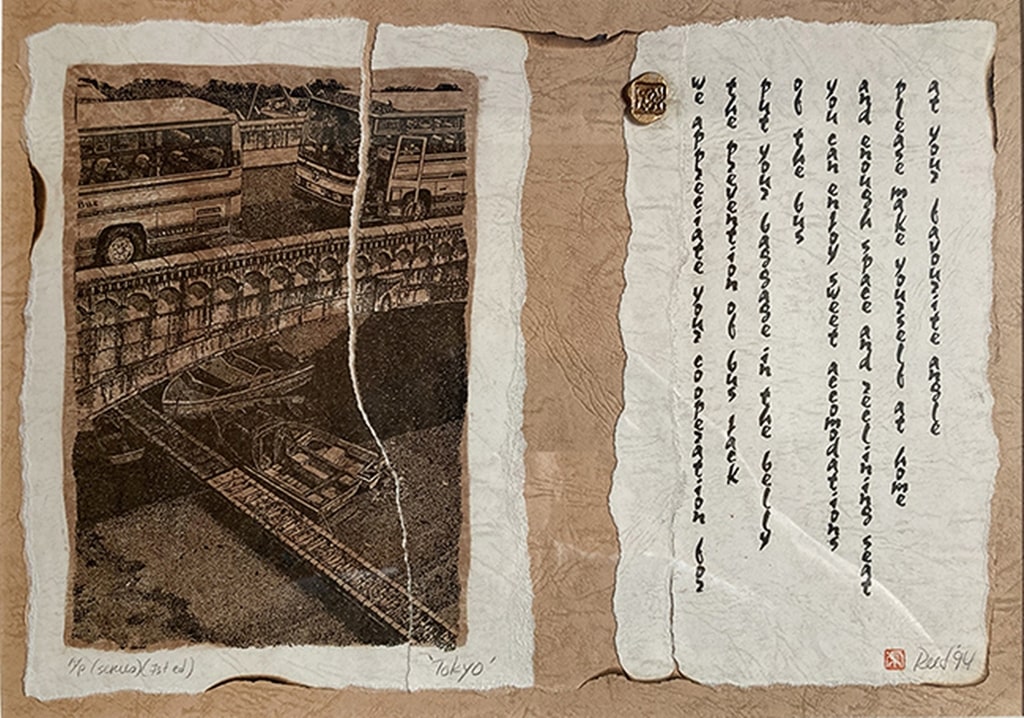 Bus
A/P (series)(1st ed)
'Tokyo'
we appreciate your cooperation for
the prevention of bus jack
put your baggage in the belly
of the bus
you can enjoy sweet accomodations
and enough space and reclining seat
please make yourself at home
at your favourite angle
Reed '94